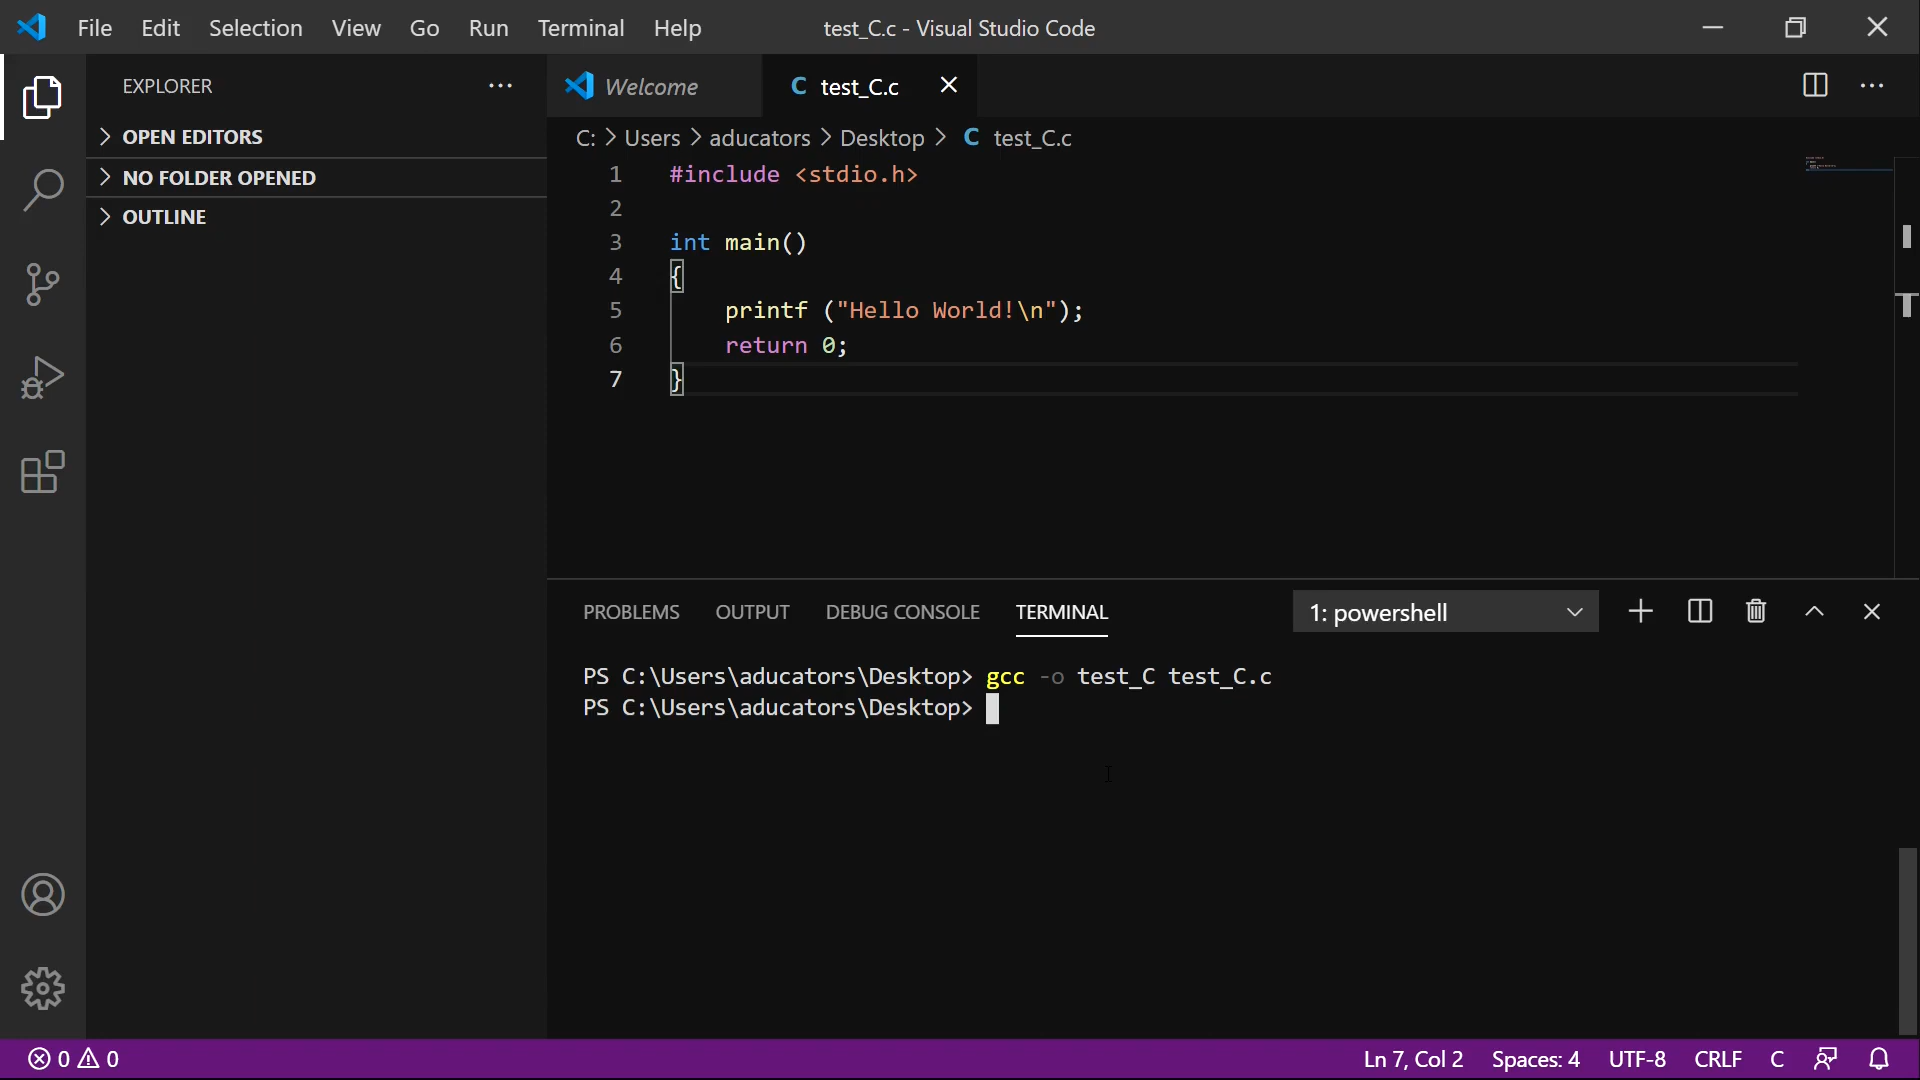 File Edit Selection View Go Run Terminal Help test_C.c - Visual Studio Code
EXPLORER
OPEN EDITORS
NO FOLDER OPENED
OUTLINE
Welcome C test_C.c
C: > Users > aducators > Desktop > C test_C.c
1 #include <stdio.h>
2
3 int main()
4 {
5     printf ("Hello World!\n");
6     return 0;
7 }
PROBLEMS OUTPUT DEBUG CONSOLE TERMINAL 1: powershell
PS C:\Users\aducators\Desktop> gcc -o test_C test_C.c
PS C:\Users\aducators\Desktop>
0 0 Ln 7, Col 2 Spaces: 4 UTF-8 CRLF C